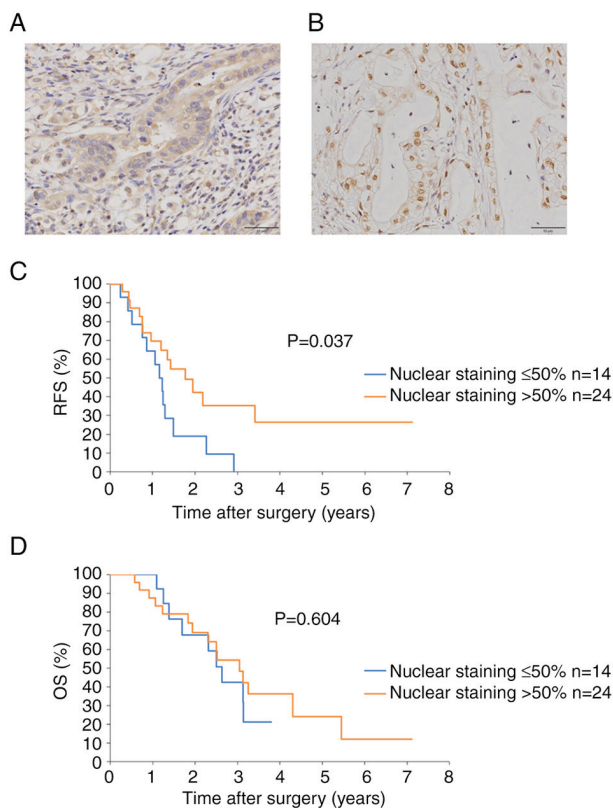 A
B
C
100
90
80
70
60
50
40
30
20
10
0
RFS (%)
P=0.037
Nuclear staining ≤50% n=14
Nuclear staining >50% n=24
0 1 2 3 4 5 6 7 8
Time after surgery (years)
D
100
90
80
70
60
50
40
30
20
10
0
OS (%)
P=0.604
Nuclear staining ≤50% n=14
Nuclear staining >50% n=24
0 1 2 3 4 5 6 7 8
Time after surgery (years)